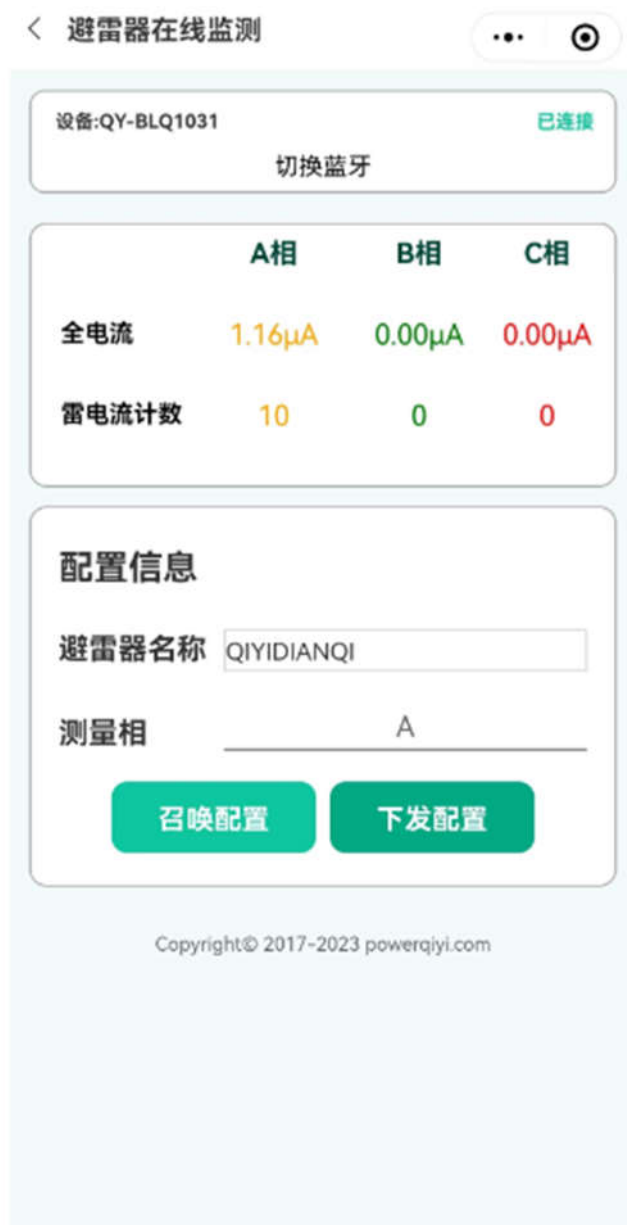 避雷器在线监测
设备:QY-BLQ1031 已连接
切换蓝牙
A相 B相 C相
全电流 1.16μA 0.00μA 0.00μA
雷电流计数 10 0 0
配置信息
避雷器名称 QIYIDIANQI
测量相 A
召唤配置 下发配置
Copyright© 2017-2023 powerqiyi.com